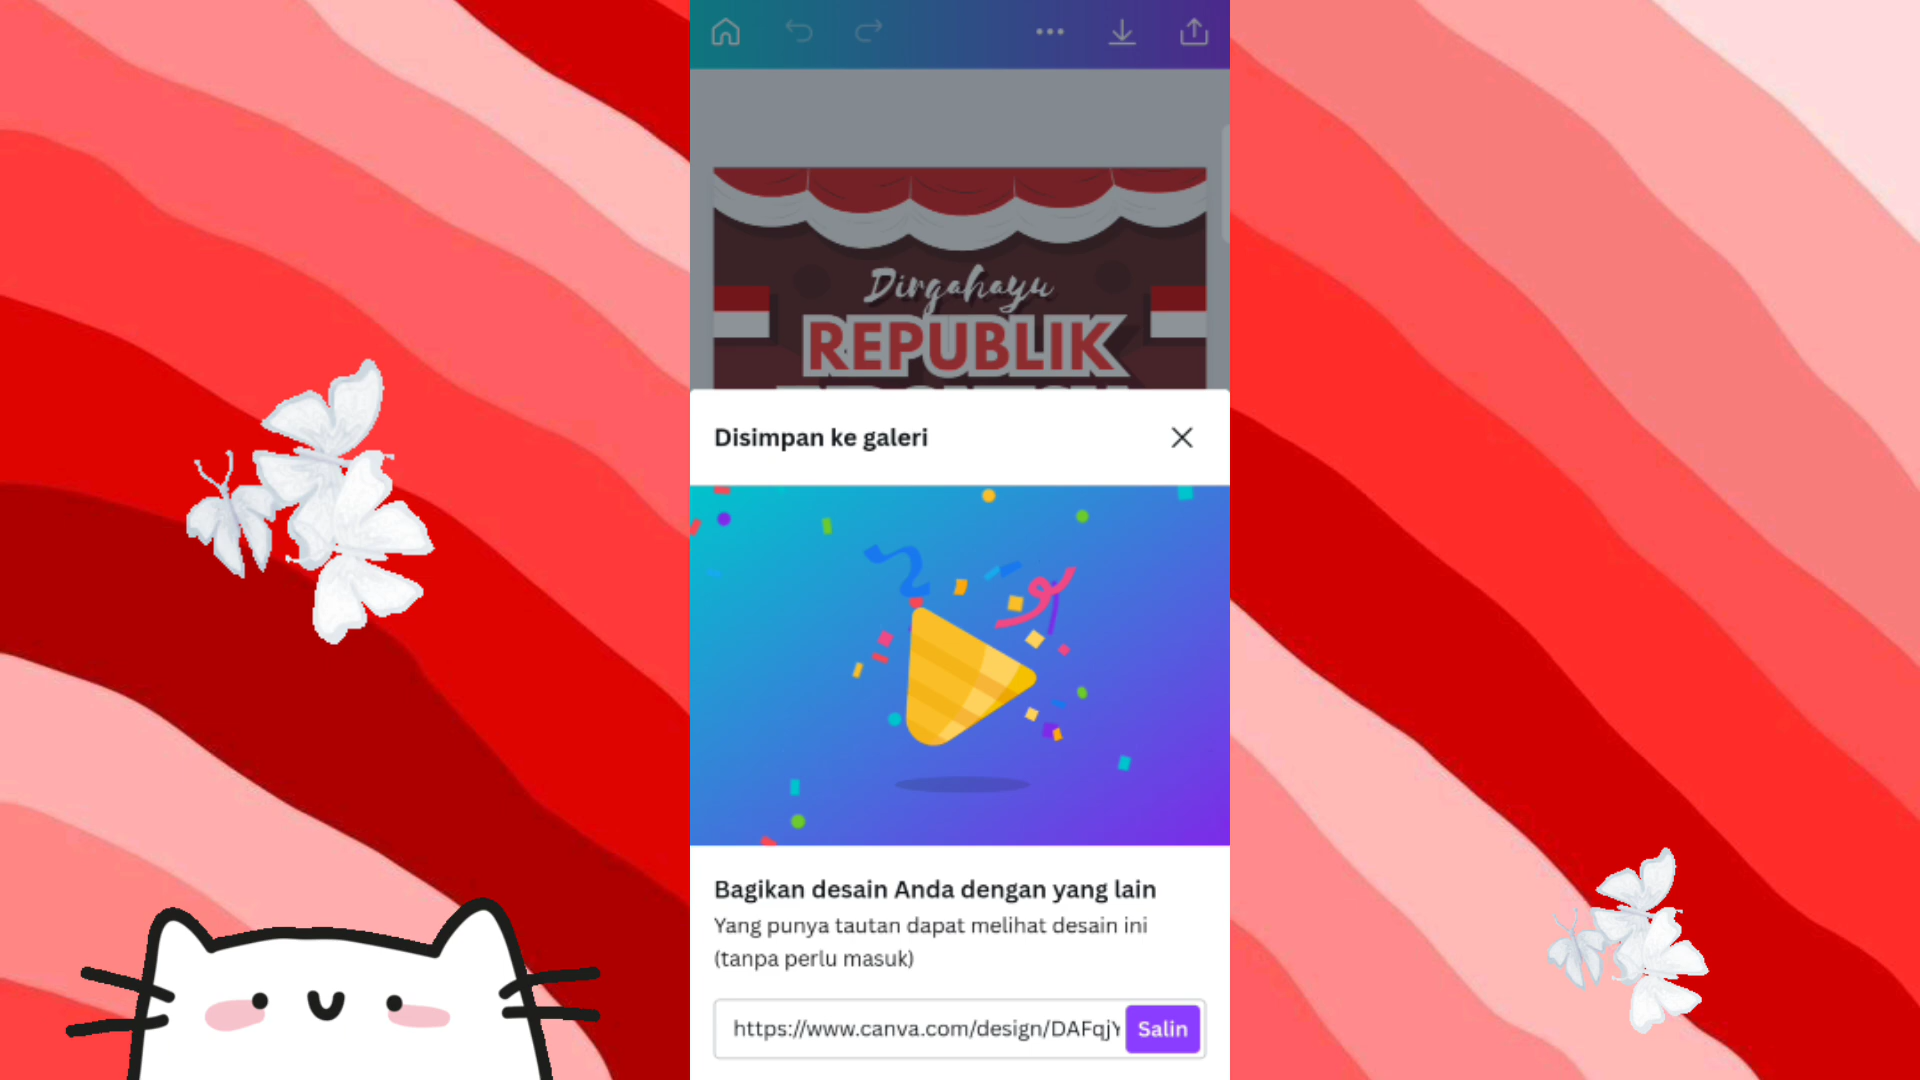 Dirgahayu
REPUBLIK
Disimpan ke galeri
Bagikan desain Anda dengan yang lain
Yang punya tautan dapat melihat desain ini
(tanpa perlu masuk)
https://www.canva.com/design/DAFqjY
Salin